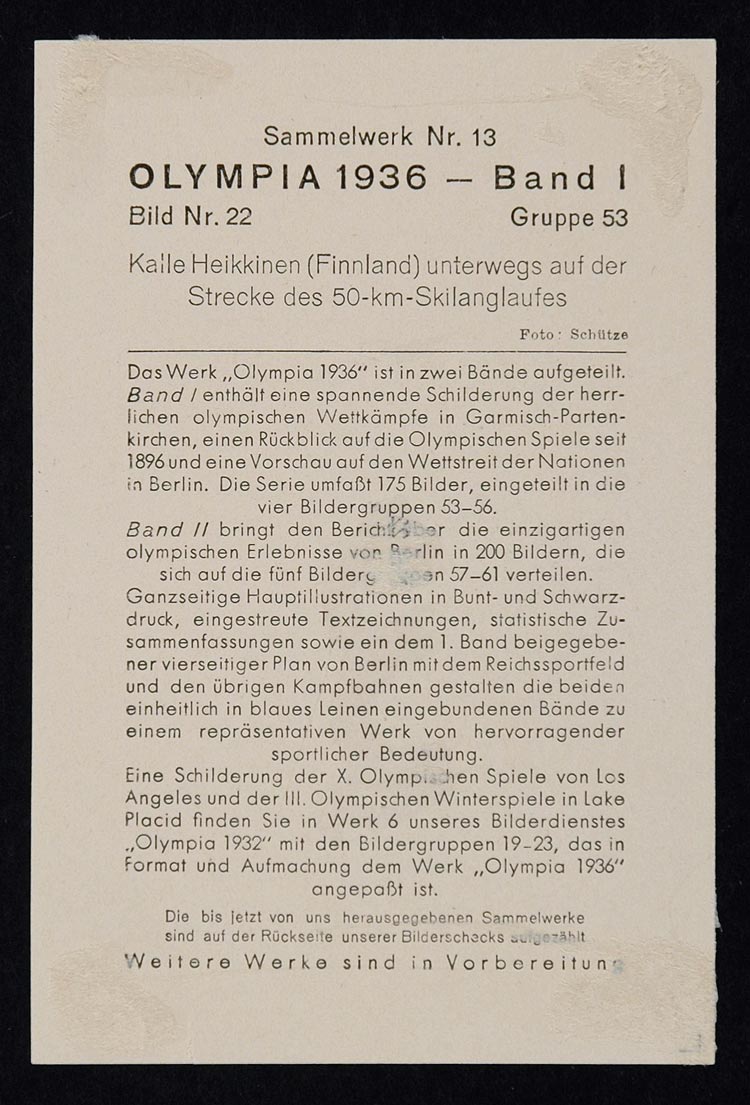 Sammelwerk Nr. 13
OLYMPIA 1936 – Band I
Bild Nr. 22 Gruppe 53
Kalle Heikkinen (Finnland) unterwegs auf der
Strecke des 50-km-Skilanglaufes
Foto: Schütze
Das Werk „Olympia 1936“ ist in zwei Bände aufgeteilt.
Band I enthält eine spannende Schilderung der herr-
lichen olympischen Wettkämpfe in Garmisch-Parten-
kirchen, einen Rückblick auf die Olympischen Spiele seit
1896 und eine Vorschau auf den Wettstreit der Nationen
in Berlin. Die Serie umfaßt 175 Bilder, eingeteilt in die
vier Bildergruppen 53–56.
Band II bringt den Bericht über die einzigartigen
olympischen Erlebnisse von Berlin in 200 Bildern, die
sich auf die fünf Bildergruppen 57–61 verteilen.
Ganzseitige Hauptillustrationen in Bunt- und Schwarz-
druck, eingestreute Textzeichnungen, statistische Zu-
sammenfassungen sowie ein dem 1. Band beigegebe-
ner vierseitiger Plan von Berlin mit dem Reichssportfeld
und den übrigen Kampfbahnen gestalten die beiden
einheitlich in blaues Leinen eingebundenen Bände zu
einem repräsentativen Werk von hervorragender
sportlicher Bedeutung.
Eine Schilderung der X. Olympischen Spiele von Los
Angeles und der III. Olympischen Winterspiele in Lake
Placid finden Sie in Werk 6 unseres Bilderdienstes
„Olympia 1932“ mit den Bildergruppen 19–23, das in
Format und Aufmachung dem Werk „Olympia 1936“
angepaßt ist.
Die bis jetzt von uns herausgegebenen Sammelwerke
sind auf der Rückseite unserer Bilderschecks aufgezählt
Weitere Werke sind in Vorbereitung